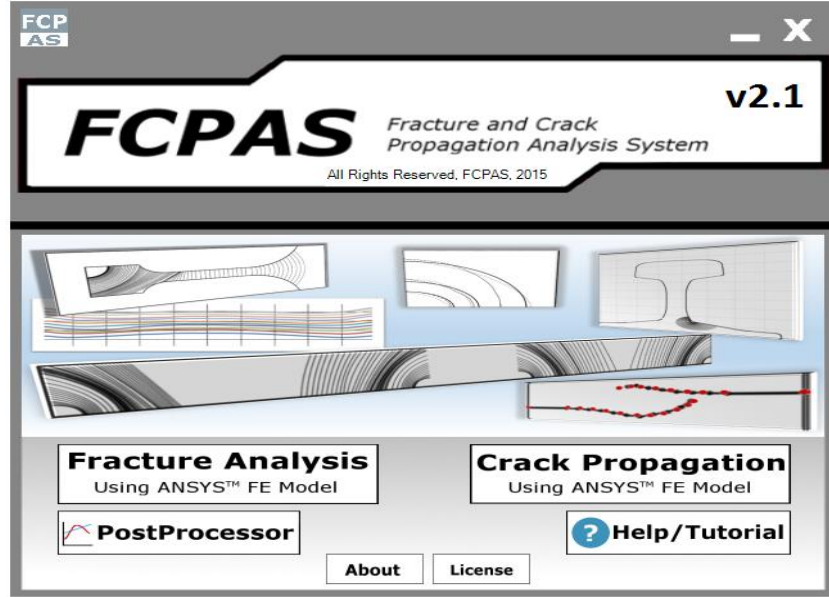 FCP
AS
X
v2.1
FCPAS
Fracture and Crack
Propagation Analysis System
All Rights Reserved, FCPAS, 2015
Fracture Analysis
Using ANSYS™ FE Model
Crack Propagation
Using ANSYS™ FE Model
PostProcessor
? Help/Tutorial
About
License